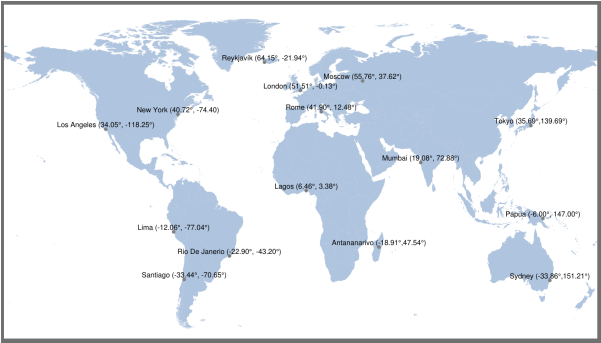 Reykjavík (64.15°, -21.94°)
Moscow (55.76°, 37.62°)
London (51.51°, -0.13°)
Rome (41.90°, 12.48°)
New York (40.72°, -74.40)
Los Angeles (34.05°, -118.25°)
Tokyo (35.69°,139.69°)
Mumbai (19.08°, 72.88°)
Lagos (6.46°, 3.38°)
Papua (-6.00°, 147.00°)
Lima (-12.06°, -77.04°)
Antananarivo (-18.91°,47.54°)
Rio De Janerio (-22.90°, -43.20°)
Santiago (-33.44°, -70.65°)
Sydney (-33.86°,151.21°)